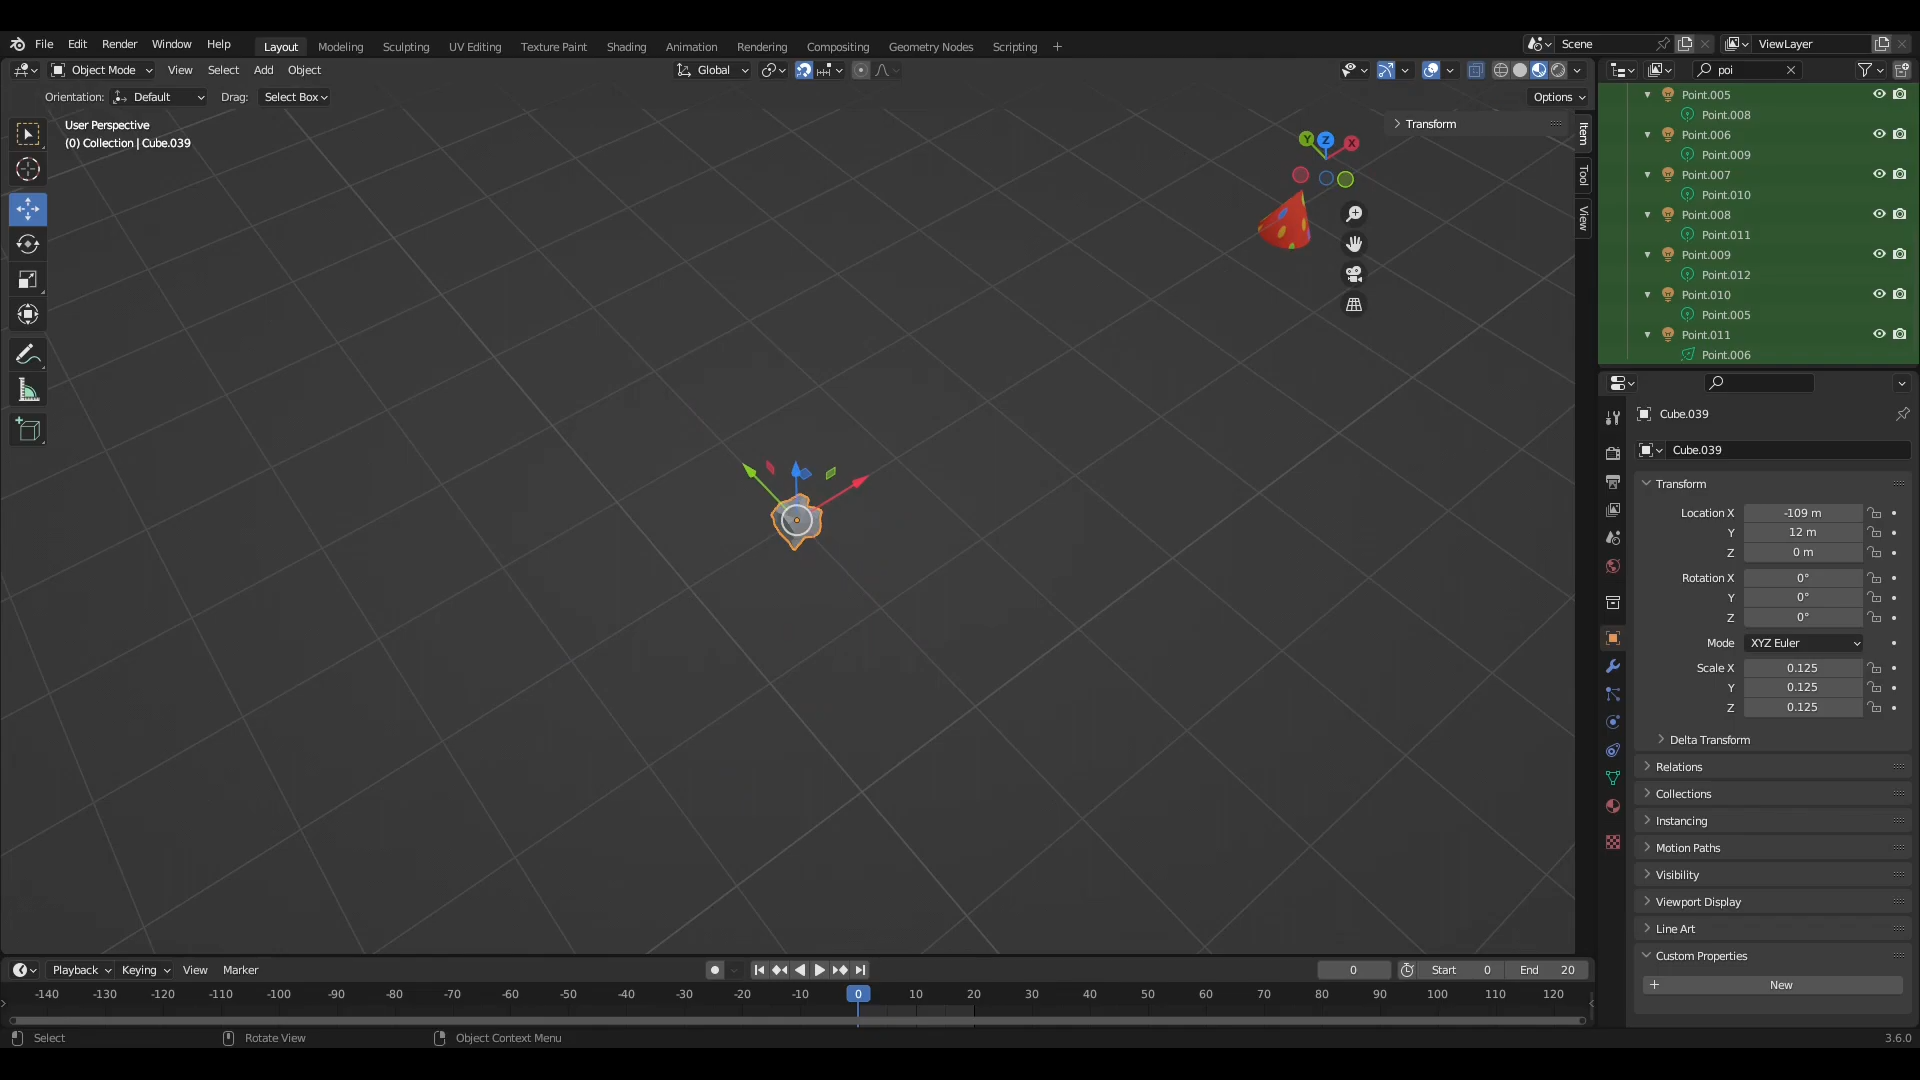 File Edit Render Window Help Layout Modeling Sculpting UV Editing Texture Paint Shading Animation Rendering Compositing Geometry Nodes Scripting + Scene ViewLayer
Object Mode View Select Add Object Global poi
Orientation: Default Drag: Select Box Options
User Perspective
(0) Collection | Cube.039
Transform
Item
Tool
View
Y Z X
Point.005
Point.008
Point.006
Point.009
Point.007
Point.010
Point.008
Point.011
Point.009
Point.012
Point.010
Point.005
Point.011
Point.006
Cube.039
Cube.039
Transform
Location X -109 m
Y 12 m
Z 0 m
Rotation X 0°
Y 0°
Z 0°
Mode XYZ Euler
Scale X 0.125
Y 0.125
Z 0.125
Delta Transform
Relations
Collections
Instancing
Motion Paths
Visibility
Viewport Display
Line Art
Custom Properties
+ New
Playback Keying View Marker 0 Start 0 End 20
-140 -130 -120 -110 -100 -90 -80 -70 -60 -50 -40 -30 -20 -10 0 10 20 30 40 50 60 70 80 90 100 110 120
Select Rotate View Object Context Menu 3.6.0